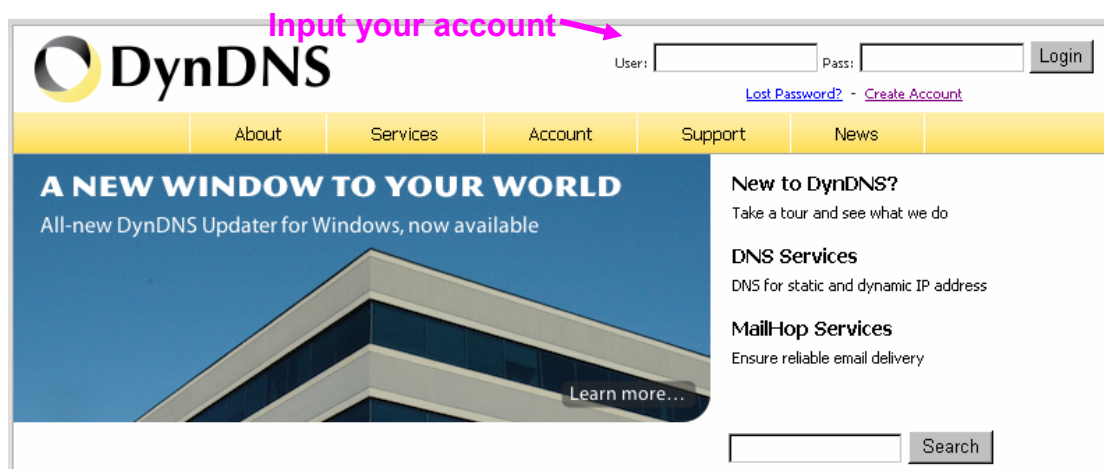 Input your account
DynDNS
User: Pass: Login
Lost Password? - Create Account
About Services Account Support News
A NEW WINDOW TO YOUR WORLD
All-new DynDNS Updater for Windows, now available
Learn more...
New to DynDNS?
Take a tour and see what we do
DNS Services
DNS for static and dynamic IP address
MailHop Services
Ensure reliable email delivery
Search